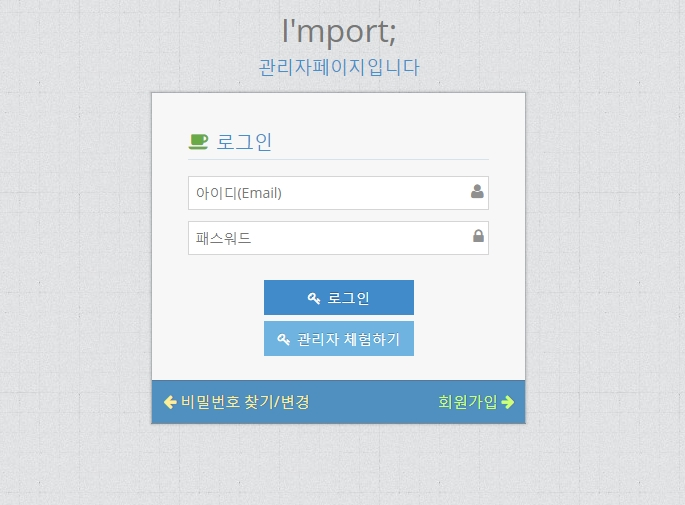 I'mport;
관리자페이지입니다
로그인
아이디(Email)
패스워드
로그인
관리자 체험하기
비밀번호 찾기/변경 회원가입